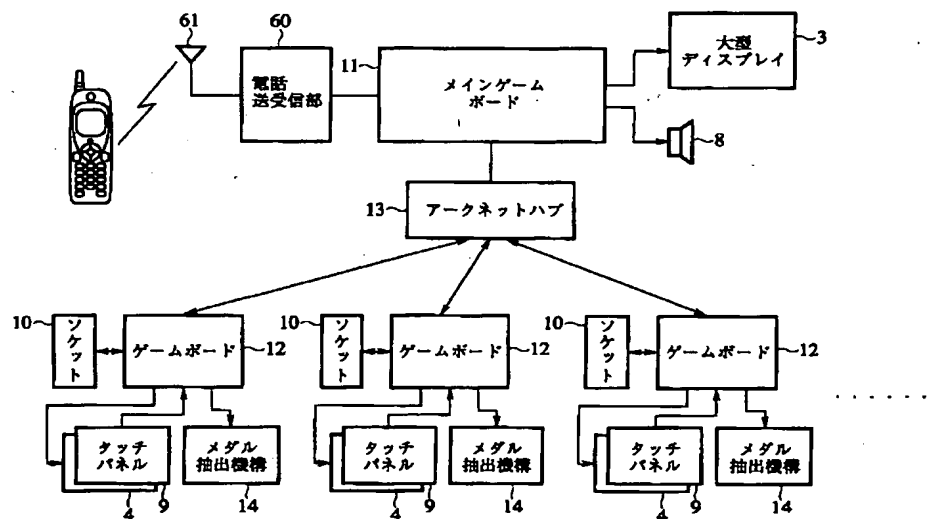 61
60
電話
送受信部
11
メインゲーム
ボード
大型
ディスプレイ
3
8
13
アークネットハブ
10
ソケット
ゲームボード
12
タッチ
パネル
4
9
メダル
抽出機構
14
10
ソケット
ゲームボード
12
タッチ
パネル
4
9
メダル
抽出機構
14
10
ソケット
ゲームボード
12
タッチ
パネル
4
9
メダル
抽出機構
14